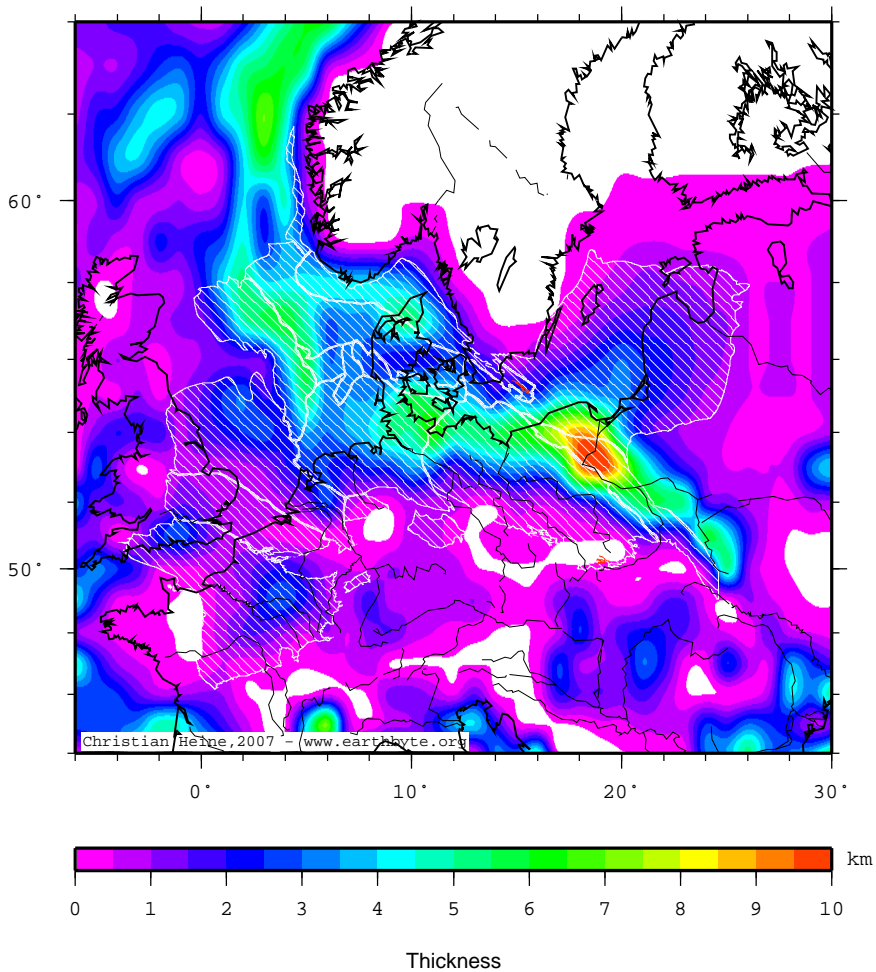 60°
50°
Christian Heine,2007 - www.earthbyte.org
0° 10° 20° 30°
km
0 1 2 3 4 5 6 7 8 9 10
Thickness